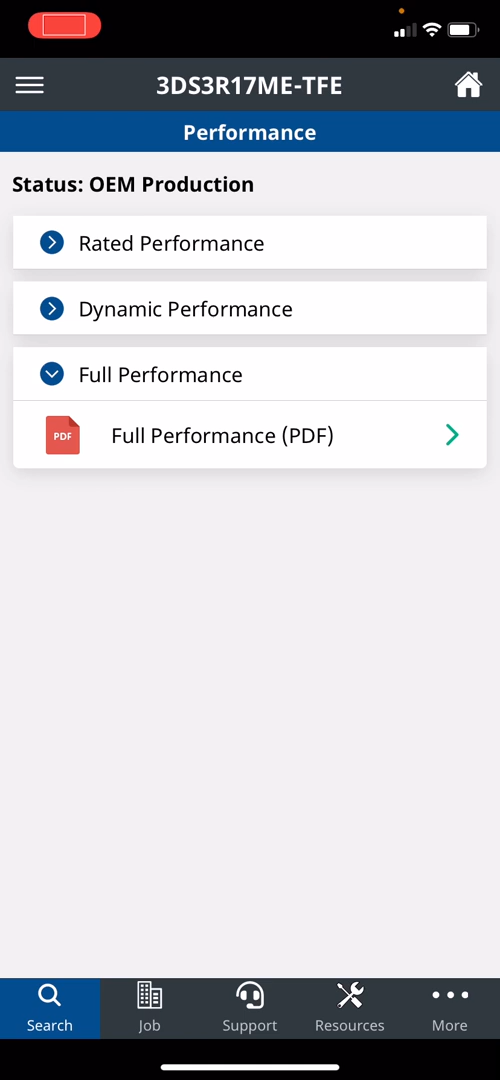 3DS3R17ME-TFE
Performance
Status: OEM Production
Rated Performance
Dynamic Performance
Full Performance
PDF
Full Performance (PDF)
Search
Job
Support
Resources
More